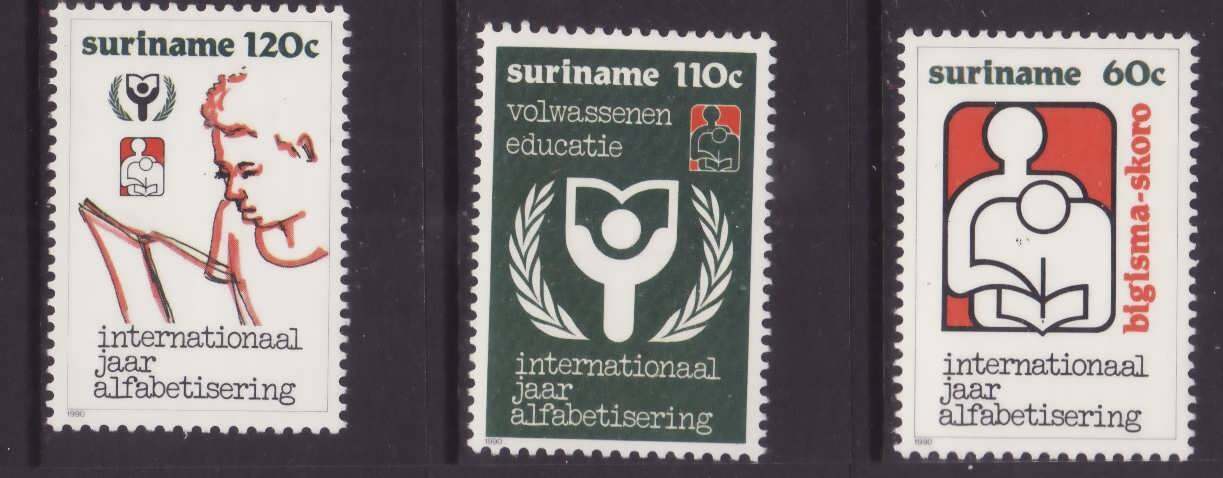 suriname 120c
internationaal
jaar
alfabetisering
1990
suriname 110c
volwassenen
educatie
internationaal
jaar
alfabetisering
1990
suriname 60c
bigisma-skoro
internationaal
jaar
alfabetisering
1990